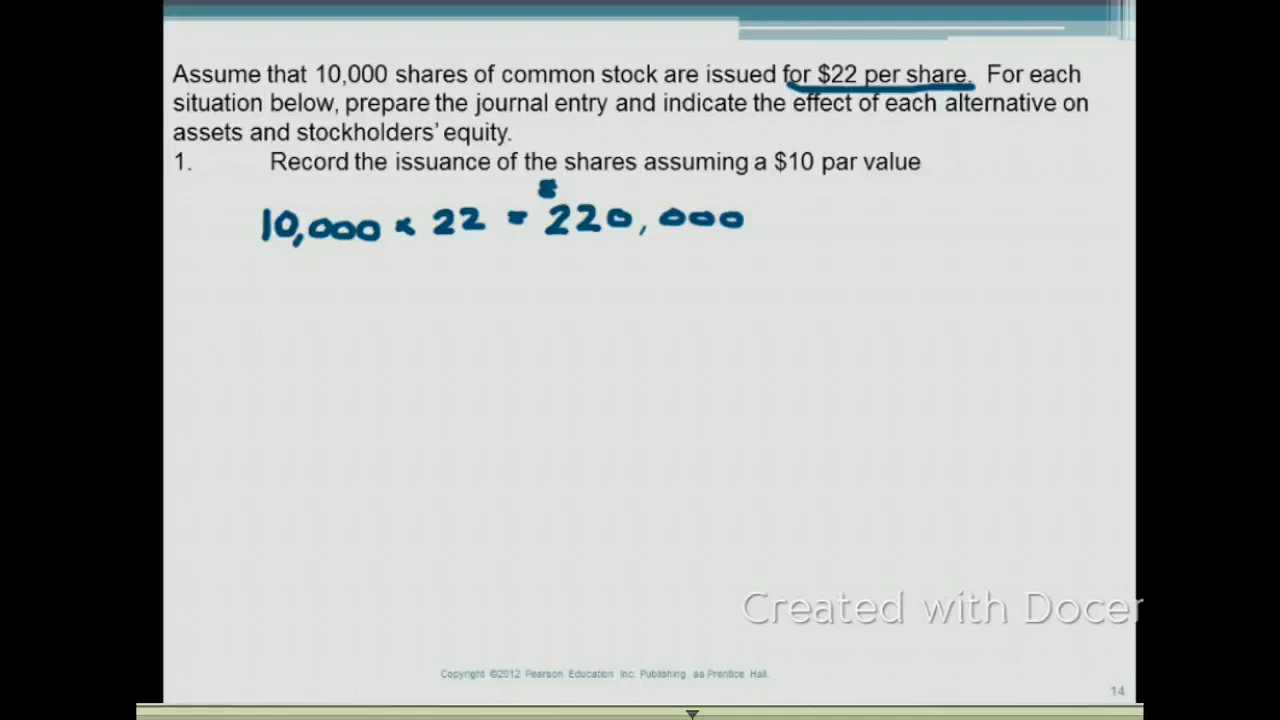 Assume that 10,000 shares of common stock are issued for $22 per share. For each
situation below, prepare the journal entry and indicate the effect of each alternative on
assets and stockholders' equity.
1. Record the issuance of the shares assuming a $10 par value
10,000 × 22 = 220,000
Created with Docer
Copyright ©2012 Pearson Education Inc. Publishing as Prentice Hall.
14